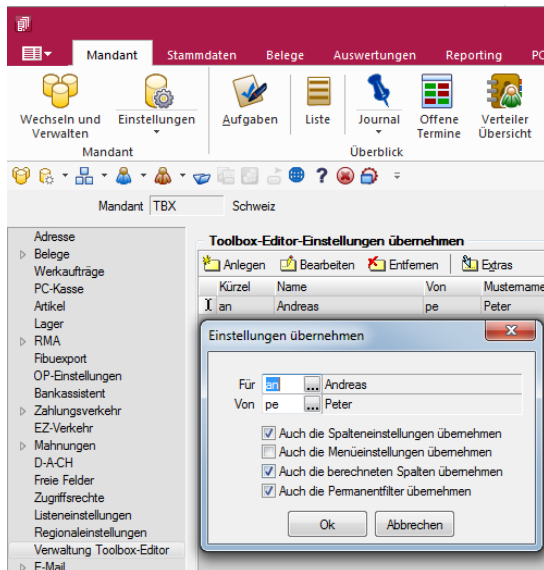 Mandant Stammdaten Belege Auswertungen Reporting PC
Wechseln und Verwalten Einstellungen Aufgaben Liste Journal Offene Termine Verteiler Übersicht
Mandant Überblick
Mandant TBX Schweiz
Adresse
Belege
Werkaufträge
PC-Kasse
Artikel
Lager
RMA
Fibuexport
OP-Einstellungen
Bankassistent
Zahlungsverkehr
EZ-Verkehr
Mahnungen
D-A-CH
Freie Felder
Zugriffsrechte
Listeneinstellungen
Regionaleinstellungen
Verwaltung Toolbox-Editor
E-Mail
Toolbox-Editor-Einstellungen übernehmen
Anlegen Bearbeiten Entfernen Extras
Kürzel Name Von Mustername
an Andreas pe Peter
Einstellungen übernehmen
Für an ... Andreas
Von pe ... Peter
Auch die Spalteneinstellungen übernehmen
Auch die Menüeinstellungen übernehmen
Auch die berechneten Spalten übernehmen
Auch die Permanentfilter übernehmen
Ok Abbrechen